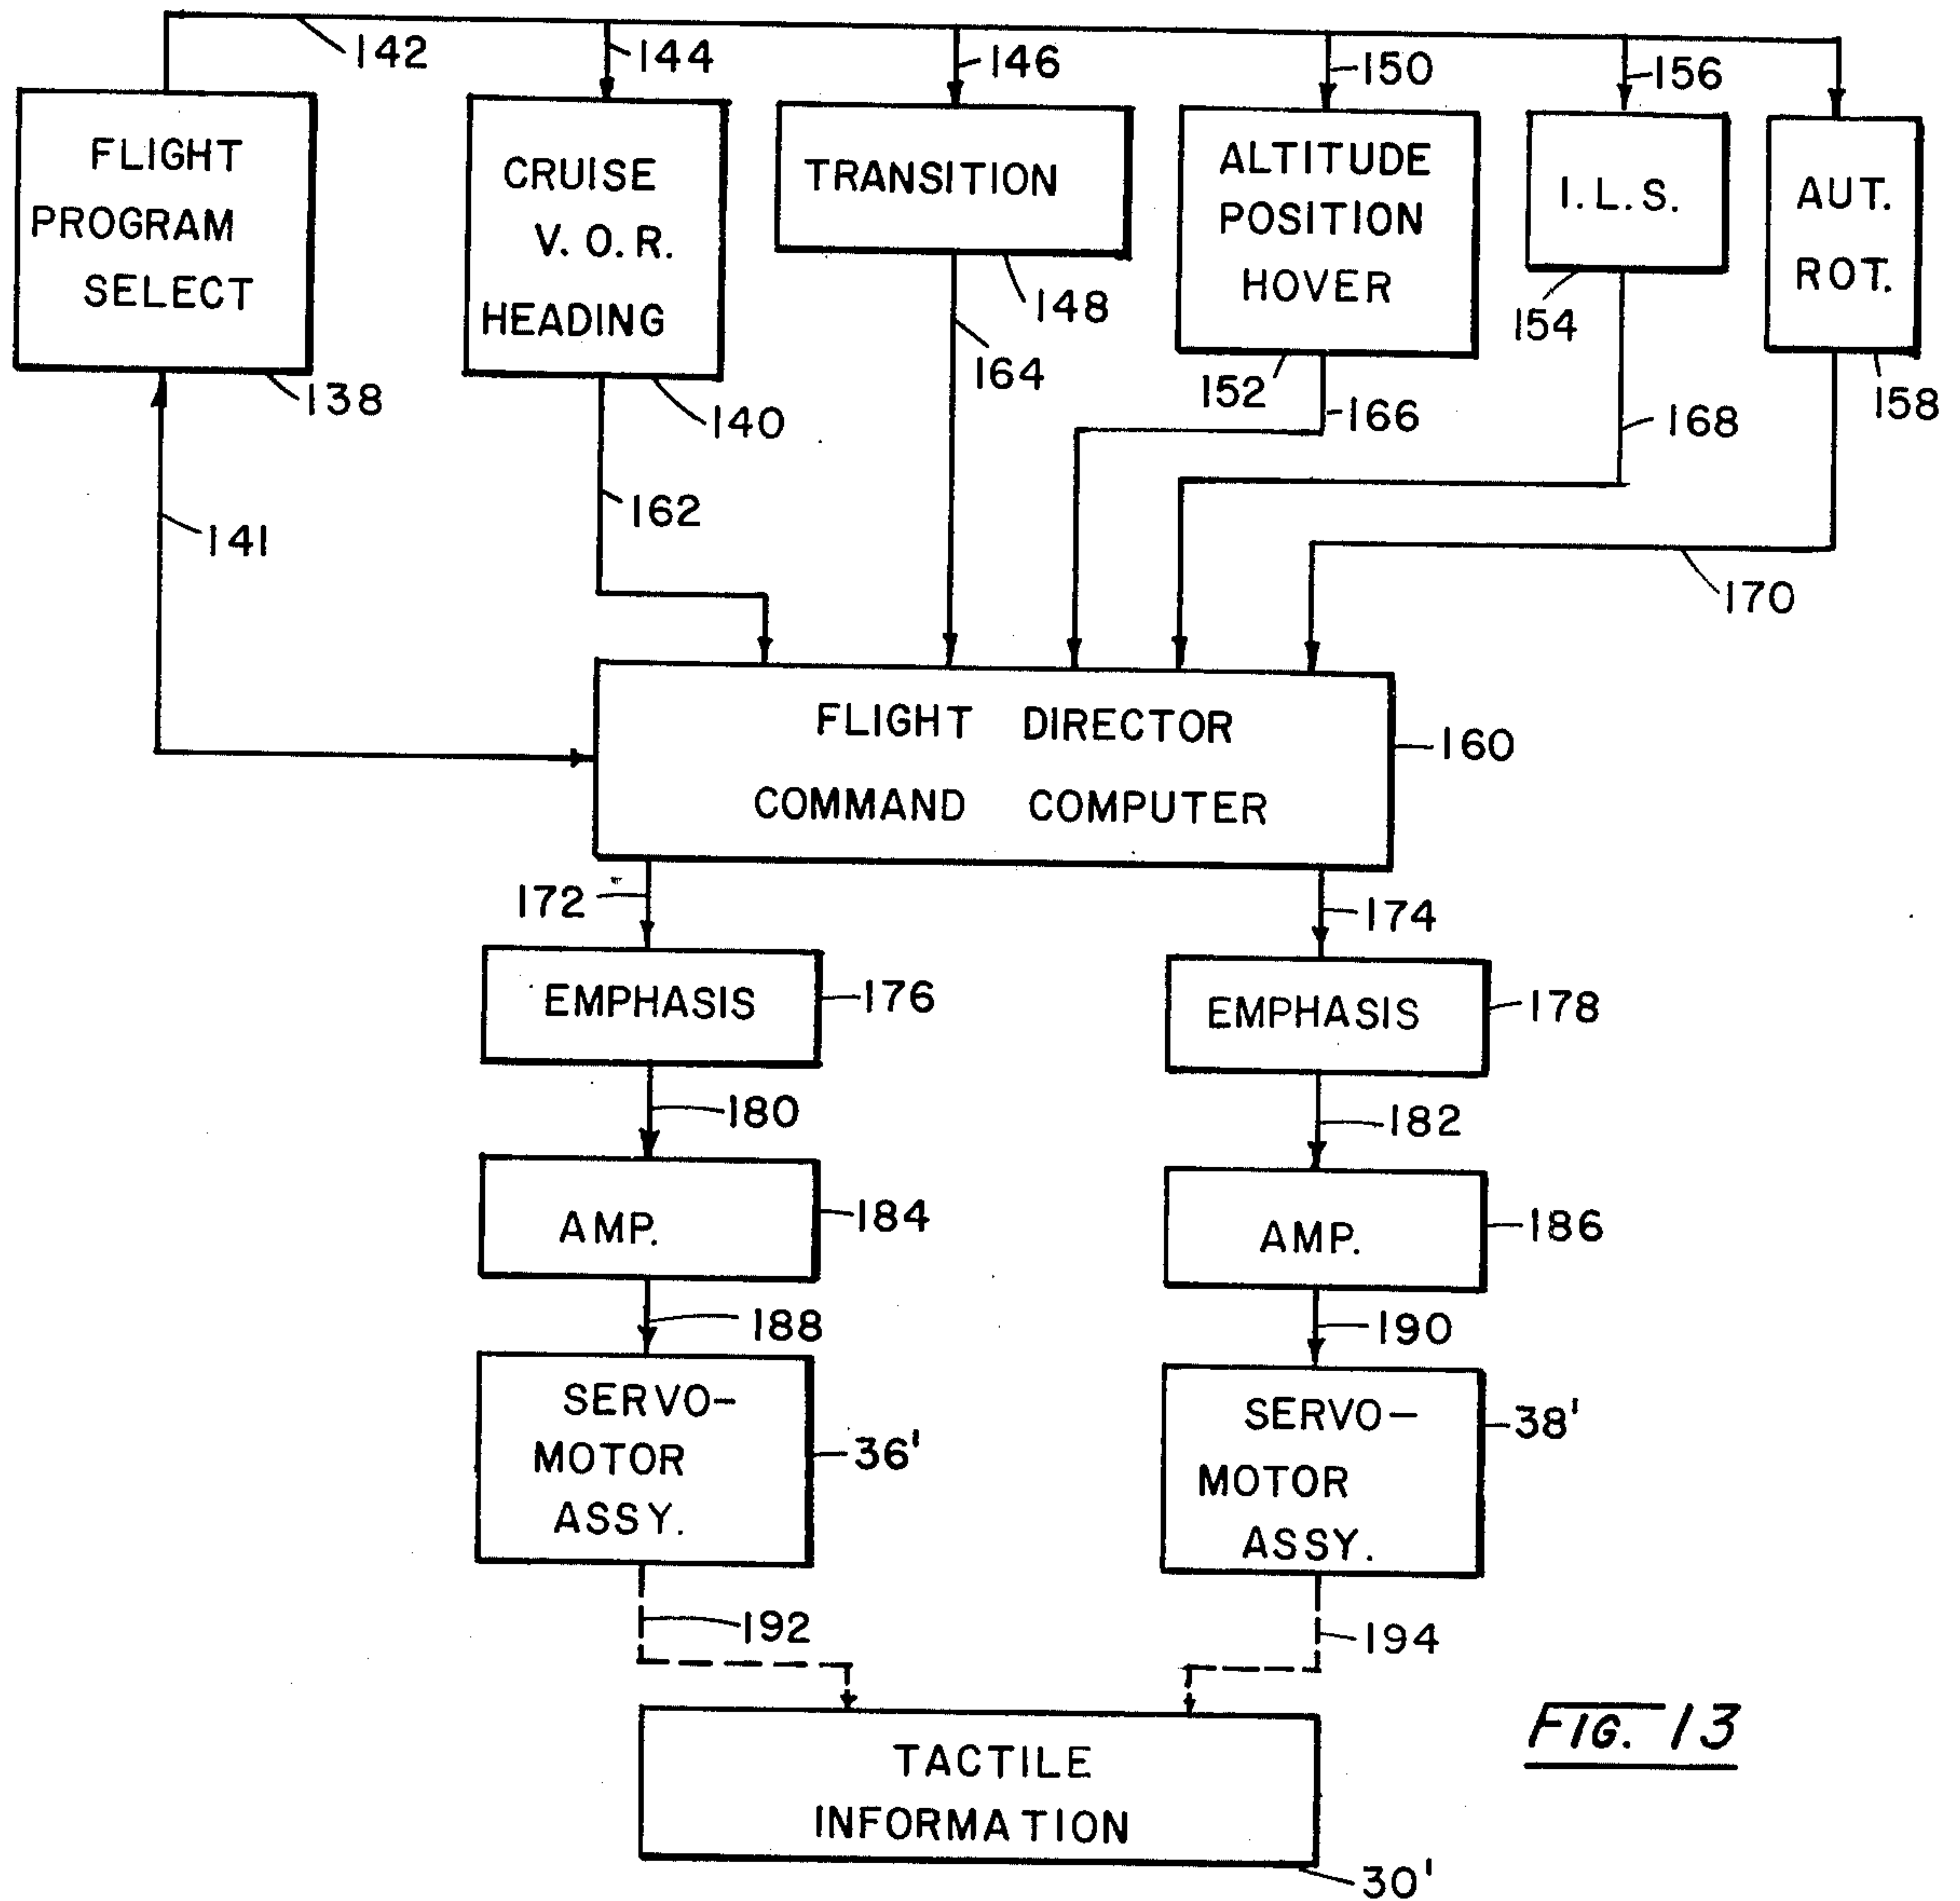 142
144
146
150
156
FLIGHT
PROGRAM
SELECT
CRUISE
V. O. R.
HEADING
TRANSITION
ALTITUDE
POSITION
HOVER
I. L. S.
AUT.
ROT.
138
140
148
152
154
158
141
162
164
166
168
170
FLIGHT DIRECTOR
COMMAND COMPUTER
160
172
174
EMPHASIS
176
EMPHASIS
178
180
182
AMP.
184
AMP.
186
188
190
SERVO-
MOTOR
ASSY.
36'
SERVO-
MOTOR
ASSY.
38'
192
194
TACTILE
INFORMATION
30'
FIG. 13